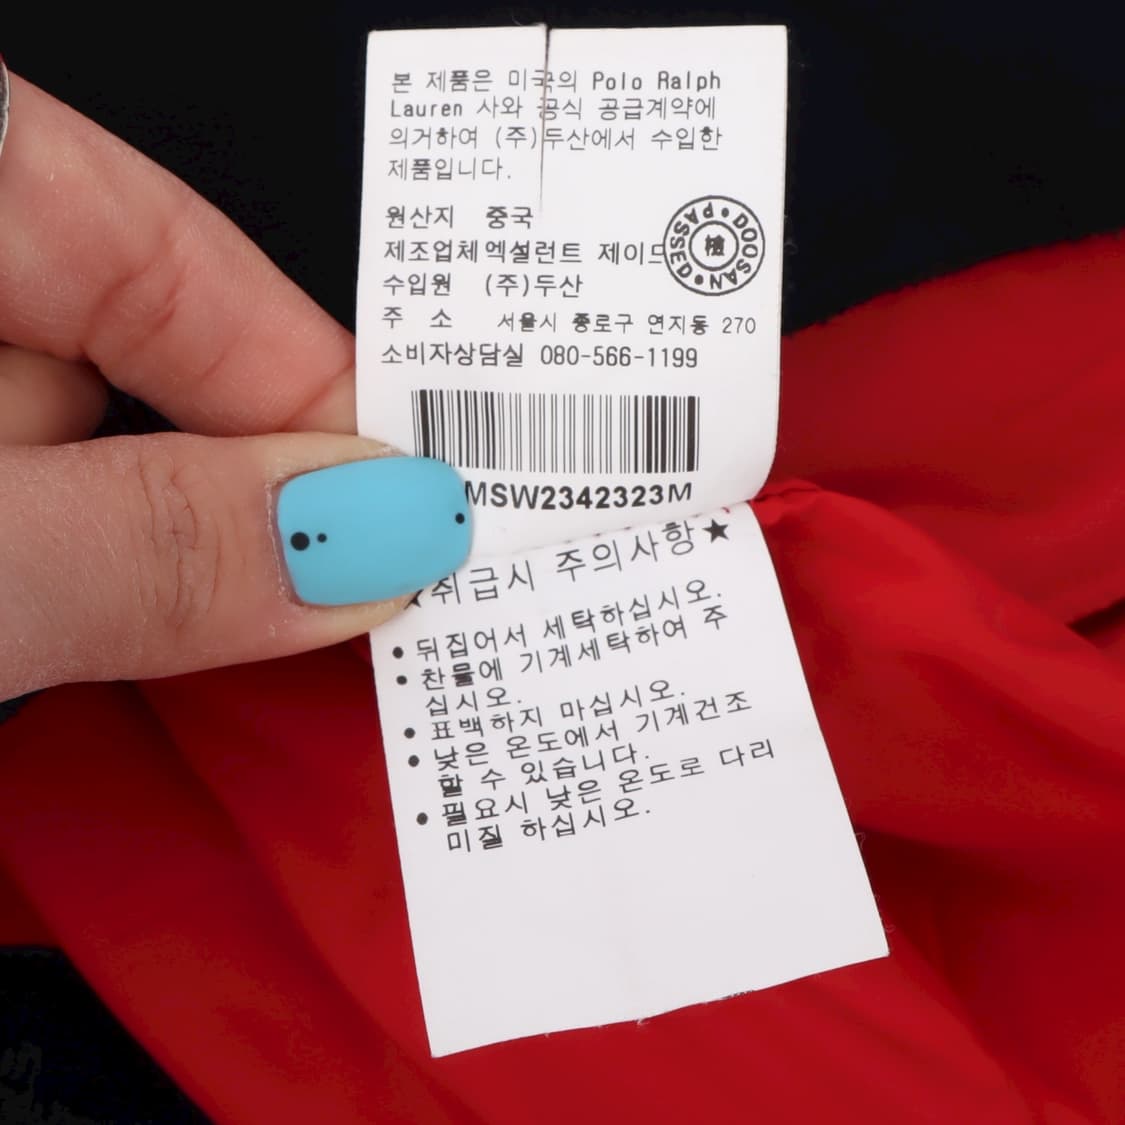 본 제품은 미국의 Polo Ralph
Lauren 사와 공식 공급계약에
의거하여 (주)두산에서 수입한
제품입니다.
원산지 중국
제조업체 엑설런트 제이드
PASSED • DOOSAN •
檢
수입원 (주)두산
주 소 서울시 종로구 연지동 270
소비자상담실 080-566-1199
MSW2342323M
★취급시 주의사항★
• 뒤집어서 세탁하십시오.
• 찬물에 기계세탁하여 주
십시오.
• 표백하지 마십시오.
• 낮은 온도에서 기계건조
할 수 있습니다.
• 필요시 낮은 온도로 다리
미질 하십시오.